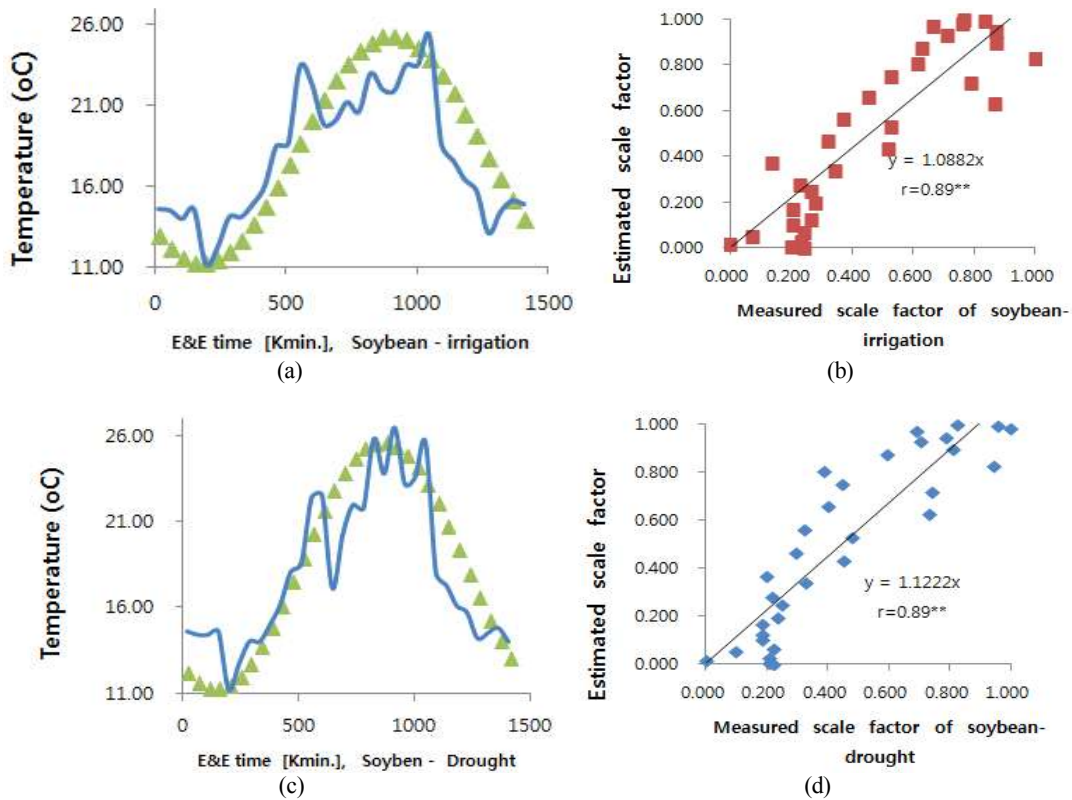 26.00
21.00
16.00
11.00
Temperature (oC)
0
500
1000
1500
E&E time [Kmin.], Soybean - irrigation
(a)
1.000
0.800
0.600
0.400
0.200
0.000
Estimated scale factor
y = 1.0882x
r=0.89**
0.000
0.200
0.400
0.600
0.800
1.000
Measured scale factor of soybean-
irrigation
(b)
26.00
21.00
16.00
11.00
Temperature (oC)
0
500
1000
1500
E&E time [Kmin.], Soyben - Drought
(c)
1.000
0.800
0.600
0.400
0.200
0.000
Estimated scale factor
y = 1.1222x
r=0.89**
0.000
0.200
0.400
0.600
0.800
1.000
Measured scale factor of soybean-
drought
(d)